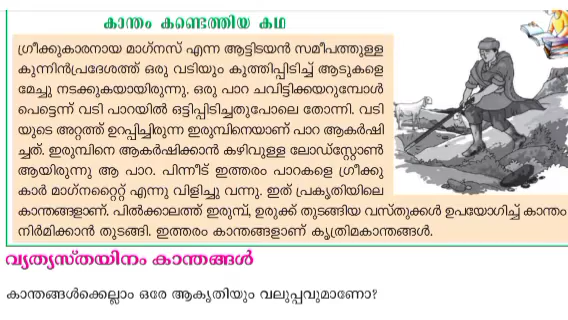 കാന്തം കണ്ടെത്തിയ കഥ
ഗ്രീക്കുകാരനായ മാഗ്നസ് എന്ന ആട്ടിടയൻ സമീപത്തുള്ള
കുന്നിൻപ്രദേശത്ത് ഒരു വടിയും കുത്തിപ്പിടിച്ച് ആടുകളെ
മേച്ചു നടക്കുകയായിരുന്നു. ഒരു പാറ ചവിട്ടിക്കയറുമ്പോൾ
പെട്ടെന്ന് വടി പാറയിൽ ഒട്ടിപ്പിടിച്ചതുപോലെ തോന്നി. വടി
യുടെ അറ്റത്ത് ഉറപ്പിച്ചിരുന്ന ഇരുമ്പിനെയാണ് പാറ ആകർഷി
ച്ചത്. ഇരുമ്പിനെ ആകർഷിക്കാൻ കഴിവുള്ള ലോഡ്സ്റ്റോൺ
ആയിരുന്നു ആ പാറ. പിന്നീട് ഇത്തരം പാറകളെ ഗ്രീക്കു
കാർ മാഗ്നറ്റൈറ്റ് എന്നു വിളിച്ചു വന്നു. ഇത് പ്രകൃതിയിലെ
കാന്തങ്ങളാണ്. പിൽക്കാലത്ത് ഇരുമ്പ്, ഉരുക്ക് തുടങ്ങിയ വസ്തുക്കൾ ഉപയോഗിച്ച് കാന്തം
നിർമിക്കാൻ തുടങ്ങി. ഇത്തരം കാന്തങ്ങളാണ് കൃത്രിമകാന്തങ്ങൾ.
വ്യത്യസ്തയിനം കാന്തങ്ങൾ
കാന്തങ്ങൾക്കെല്ലാം ഒരേ ആകൃതിയും വലുപ്പവുമാണോ?